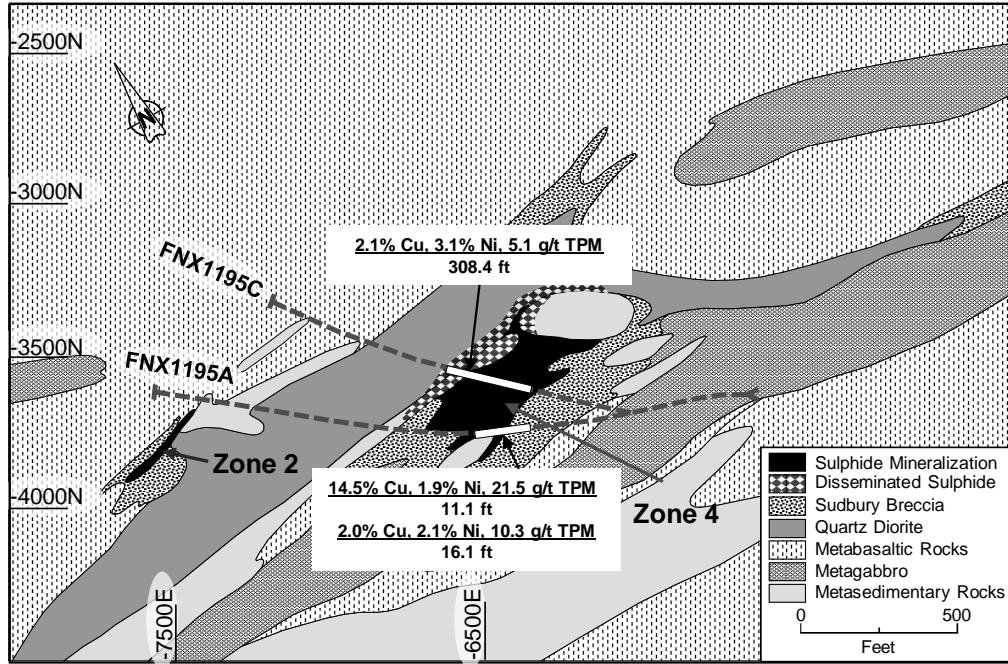 -2500N
N
-3000N
2.1% Cu, 3.1% Ni, 5.1 g/t TPM
308.4 ft
FNX1195C
-3500N
FNX1195A
Zone 2
14.5% Cu, 1.9% Ni, 21.5 g/t TPM
11.1 ft
2.0% Cu, 2.1% Ni, 10.3 g/t TPM
16.1 ft
Zone 4
-4000N
-7500E
-6500E
Sulphide Mineralization
Disseminated Sulphide
Sudbury Breccia
Quartz Diorite
Metabasaltic Rocks
Metagabbro
Metasedimentary Rocks
0 500
Feet